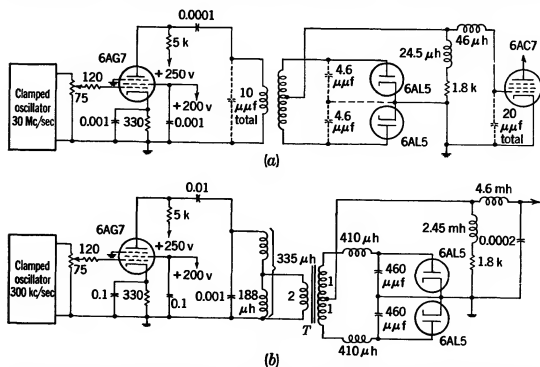 0.0001
6AG7
5 k
+250 v
+200 v
Clamped
oscillator
30 Mc/sec
120
75
0.001
330
0.001
10
μμf
total
4.6
μμf
4.6
μμf
6AL5
6AL5
46 μh
24.5 μh
1.8 k
6AC7
20
μμf
total
(a)
0.01
6AG7
5 k
+250 v
+200 v
Clamped
oscillator
300 kc/sec
120
75
0.1
330
0.1
0.001
188
μh
335 μh
2
T
1
1
410 μh
410 μh
460
μμf
460
μμf
6AL5
6AL5
4.6 mh
2.45 mh
0.0002
1.8 k
(b)